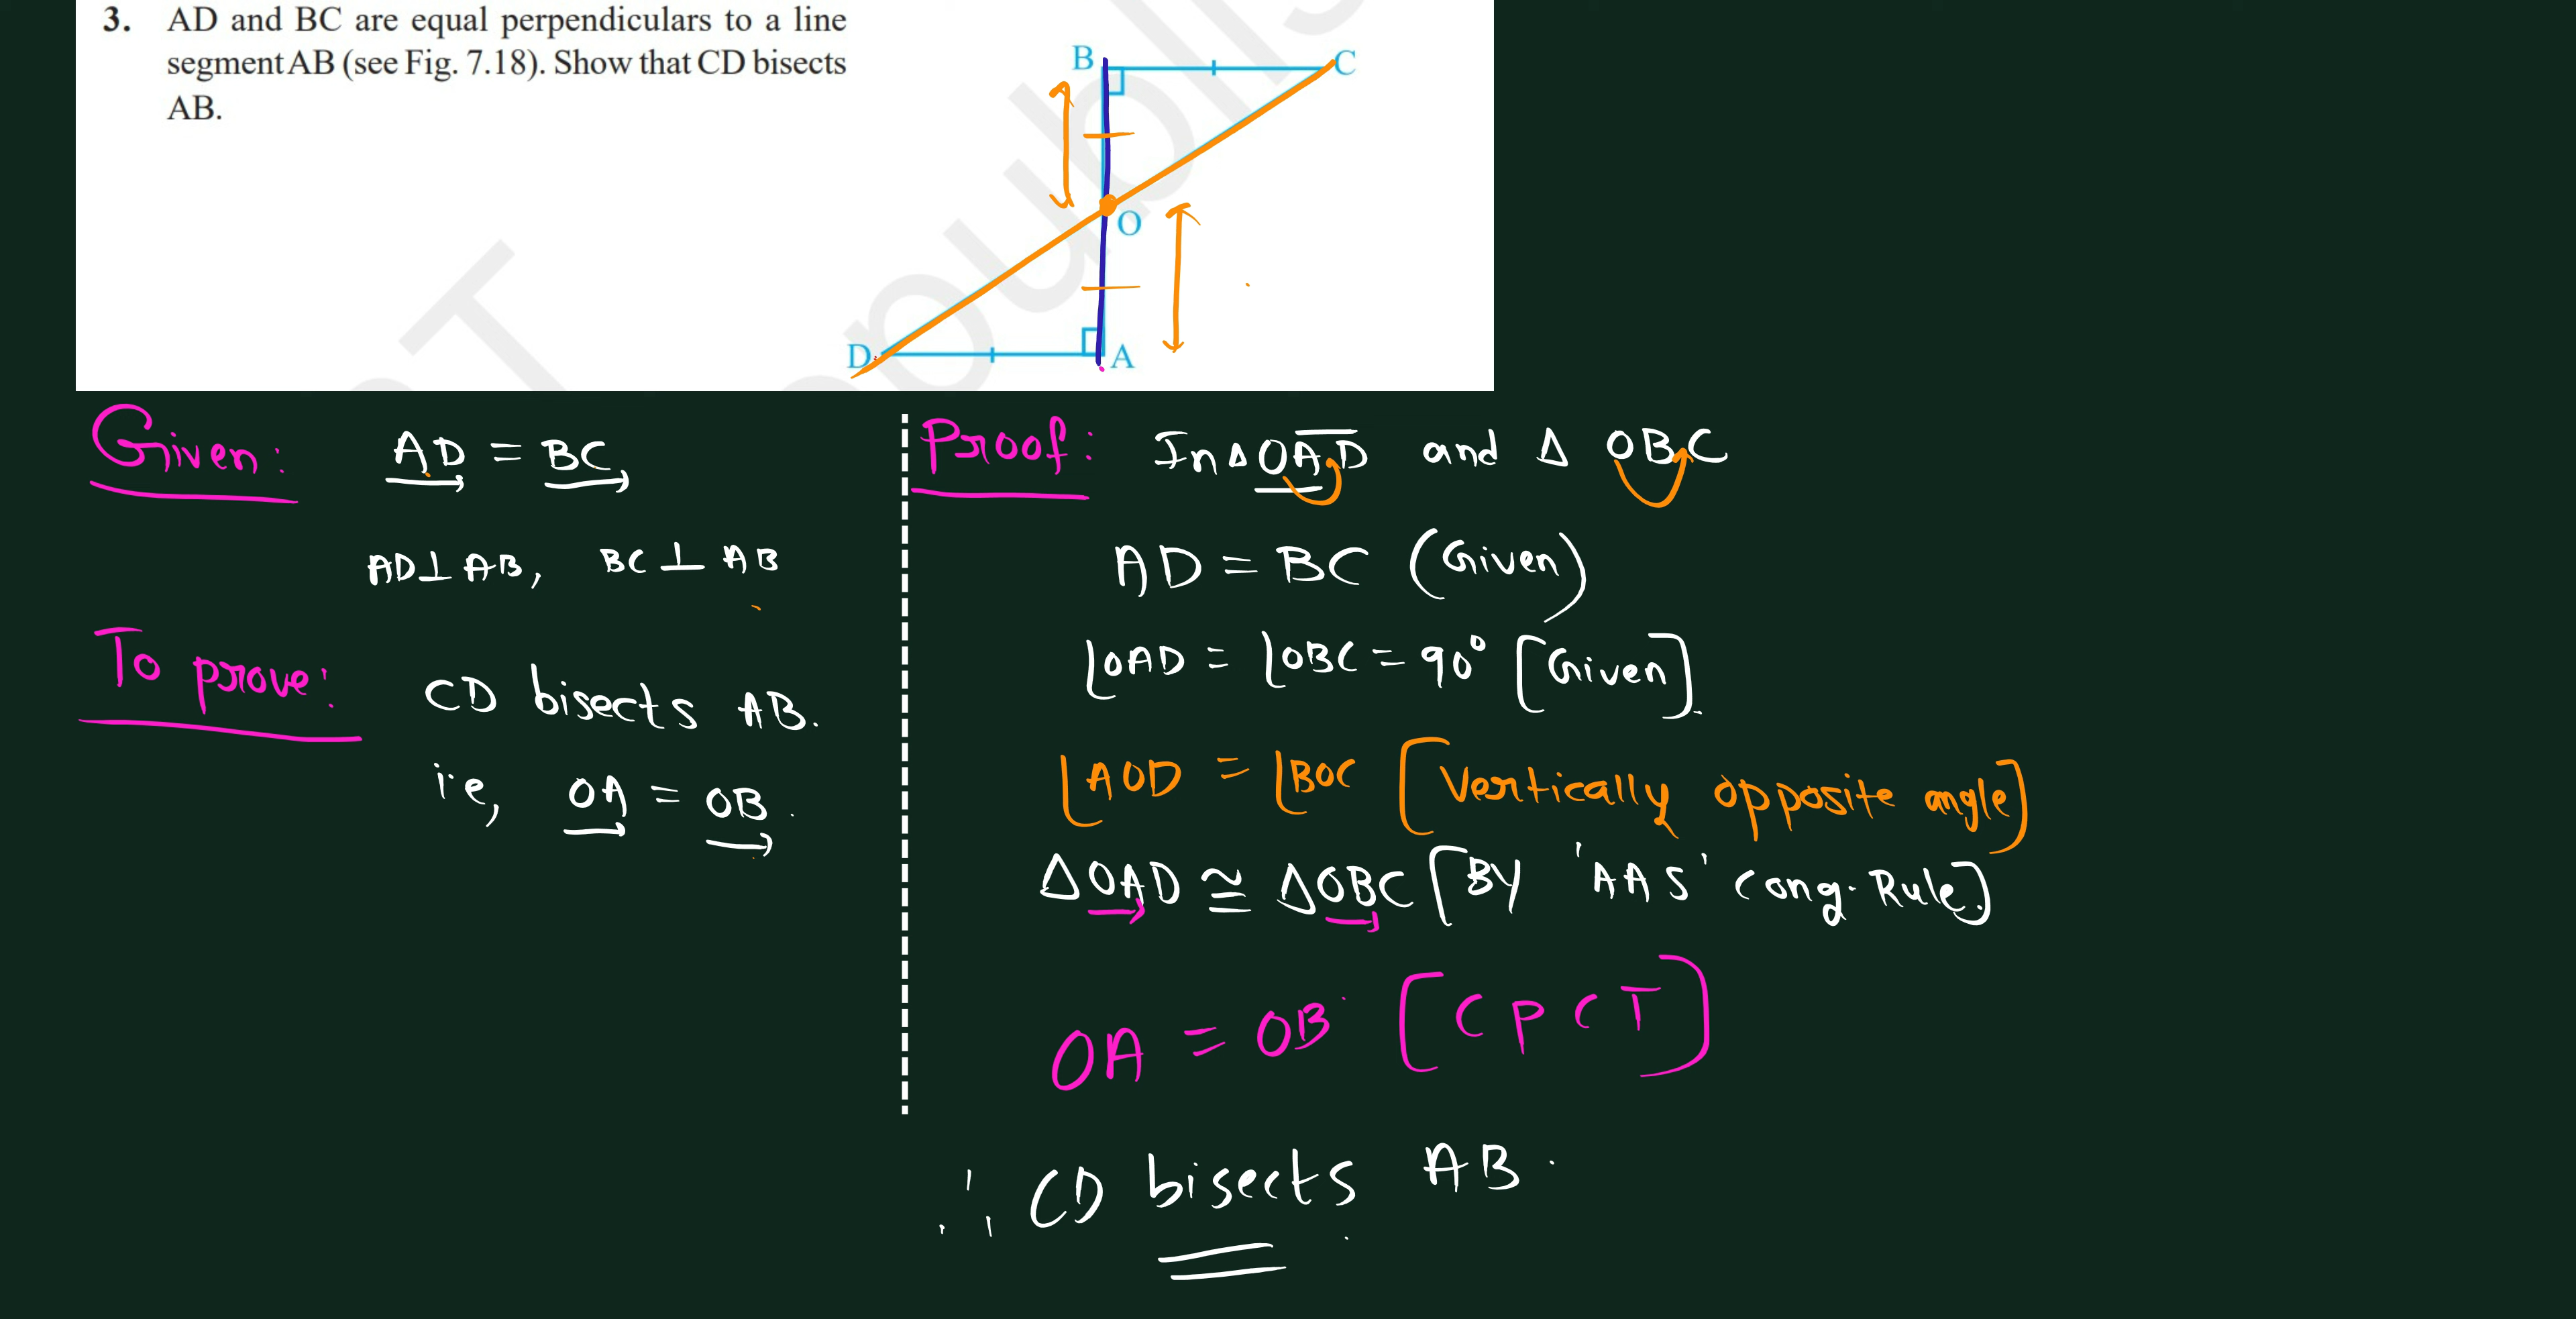 3. AD and BC are equal perpendiculars to a line
segment AB (see Fig. 7.18). Show that CD bisects
AB.
B
C
O
D
A
Given: AD = BC,
AD⊥AB, BC⊥AB
To prove: CD bisects AB.
i.e, OA = OB.
Proof: In Δ OAD and Δ OBC
AD = BC (Given)
∠OAD = ∠OBC = 90° [Given].
∠AOD = ∠BOC [Vertically opposite angle]
ΔOAD ≅ ΔOBC [By 'AAS' Cong. Rule.]
OA = OB [CPCT]
∴ CD bisects AB.